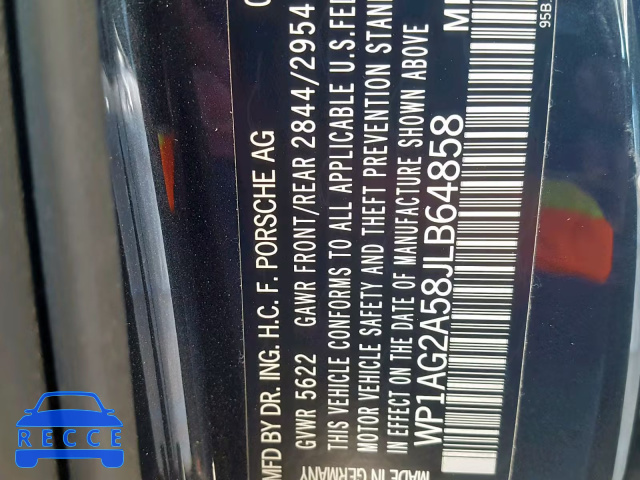 MADE IN GERMANY
MFD BY DR. ING. H.C. F. PORSCHE AG
GVWR 5622 GAWR FRONT/REAR 2844/2954
THIS VEHICLE CONFORMS TO ALL APPLICABLE U.S. FED
MOTOR VEHICLE SAFETY AND THEFT PREVENTION STAN
IN EFFECT ON DATE OF MANUFACTURE SHOWN ABOVE
WP1AG2A58JLB64858
95B.
RECCE